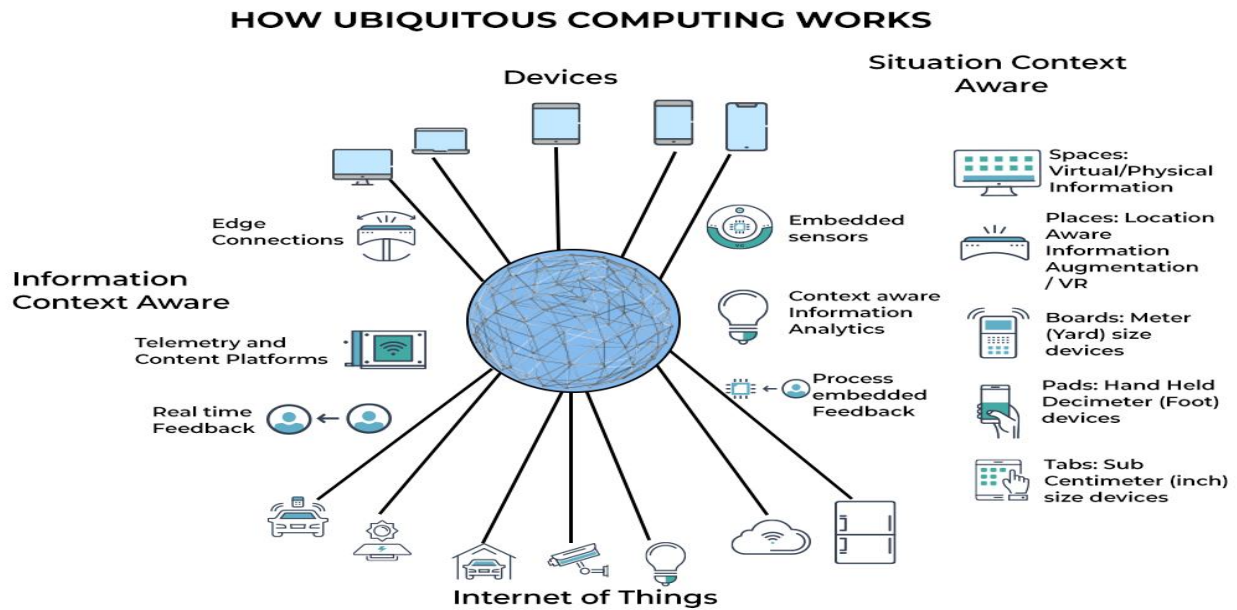 HOW UBIQUITOUS COMPUTING WORKS
Devices
Situation Context
Aware
Edge
Connections
Information
Context Aware
Telemetry and
Content Platforms
Real time
Feedback
Embedded
sensors
Context aware
Information
Analytics
Process
embedded
Feedback
Spaces:
Virtual/Physical
Information
Places: Location
Aware
Information
Augmentation
/ VR
Boards: Meter
(Yard) size
devices
Pads: Hand Held
Decimeter (Foot)
devices
Tabs: Sub
Centimeter (inch)
size devices
Internet of Things